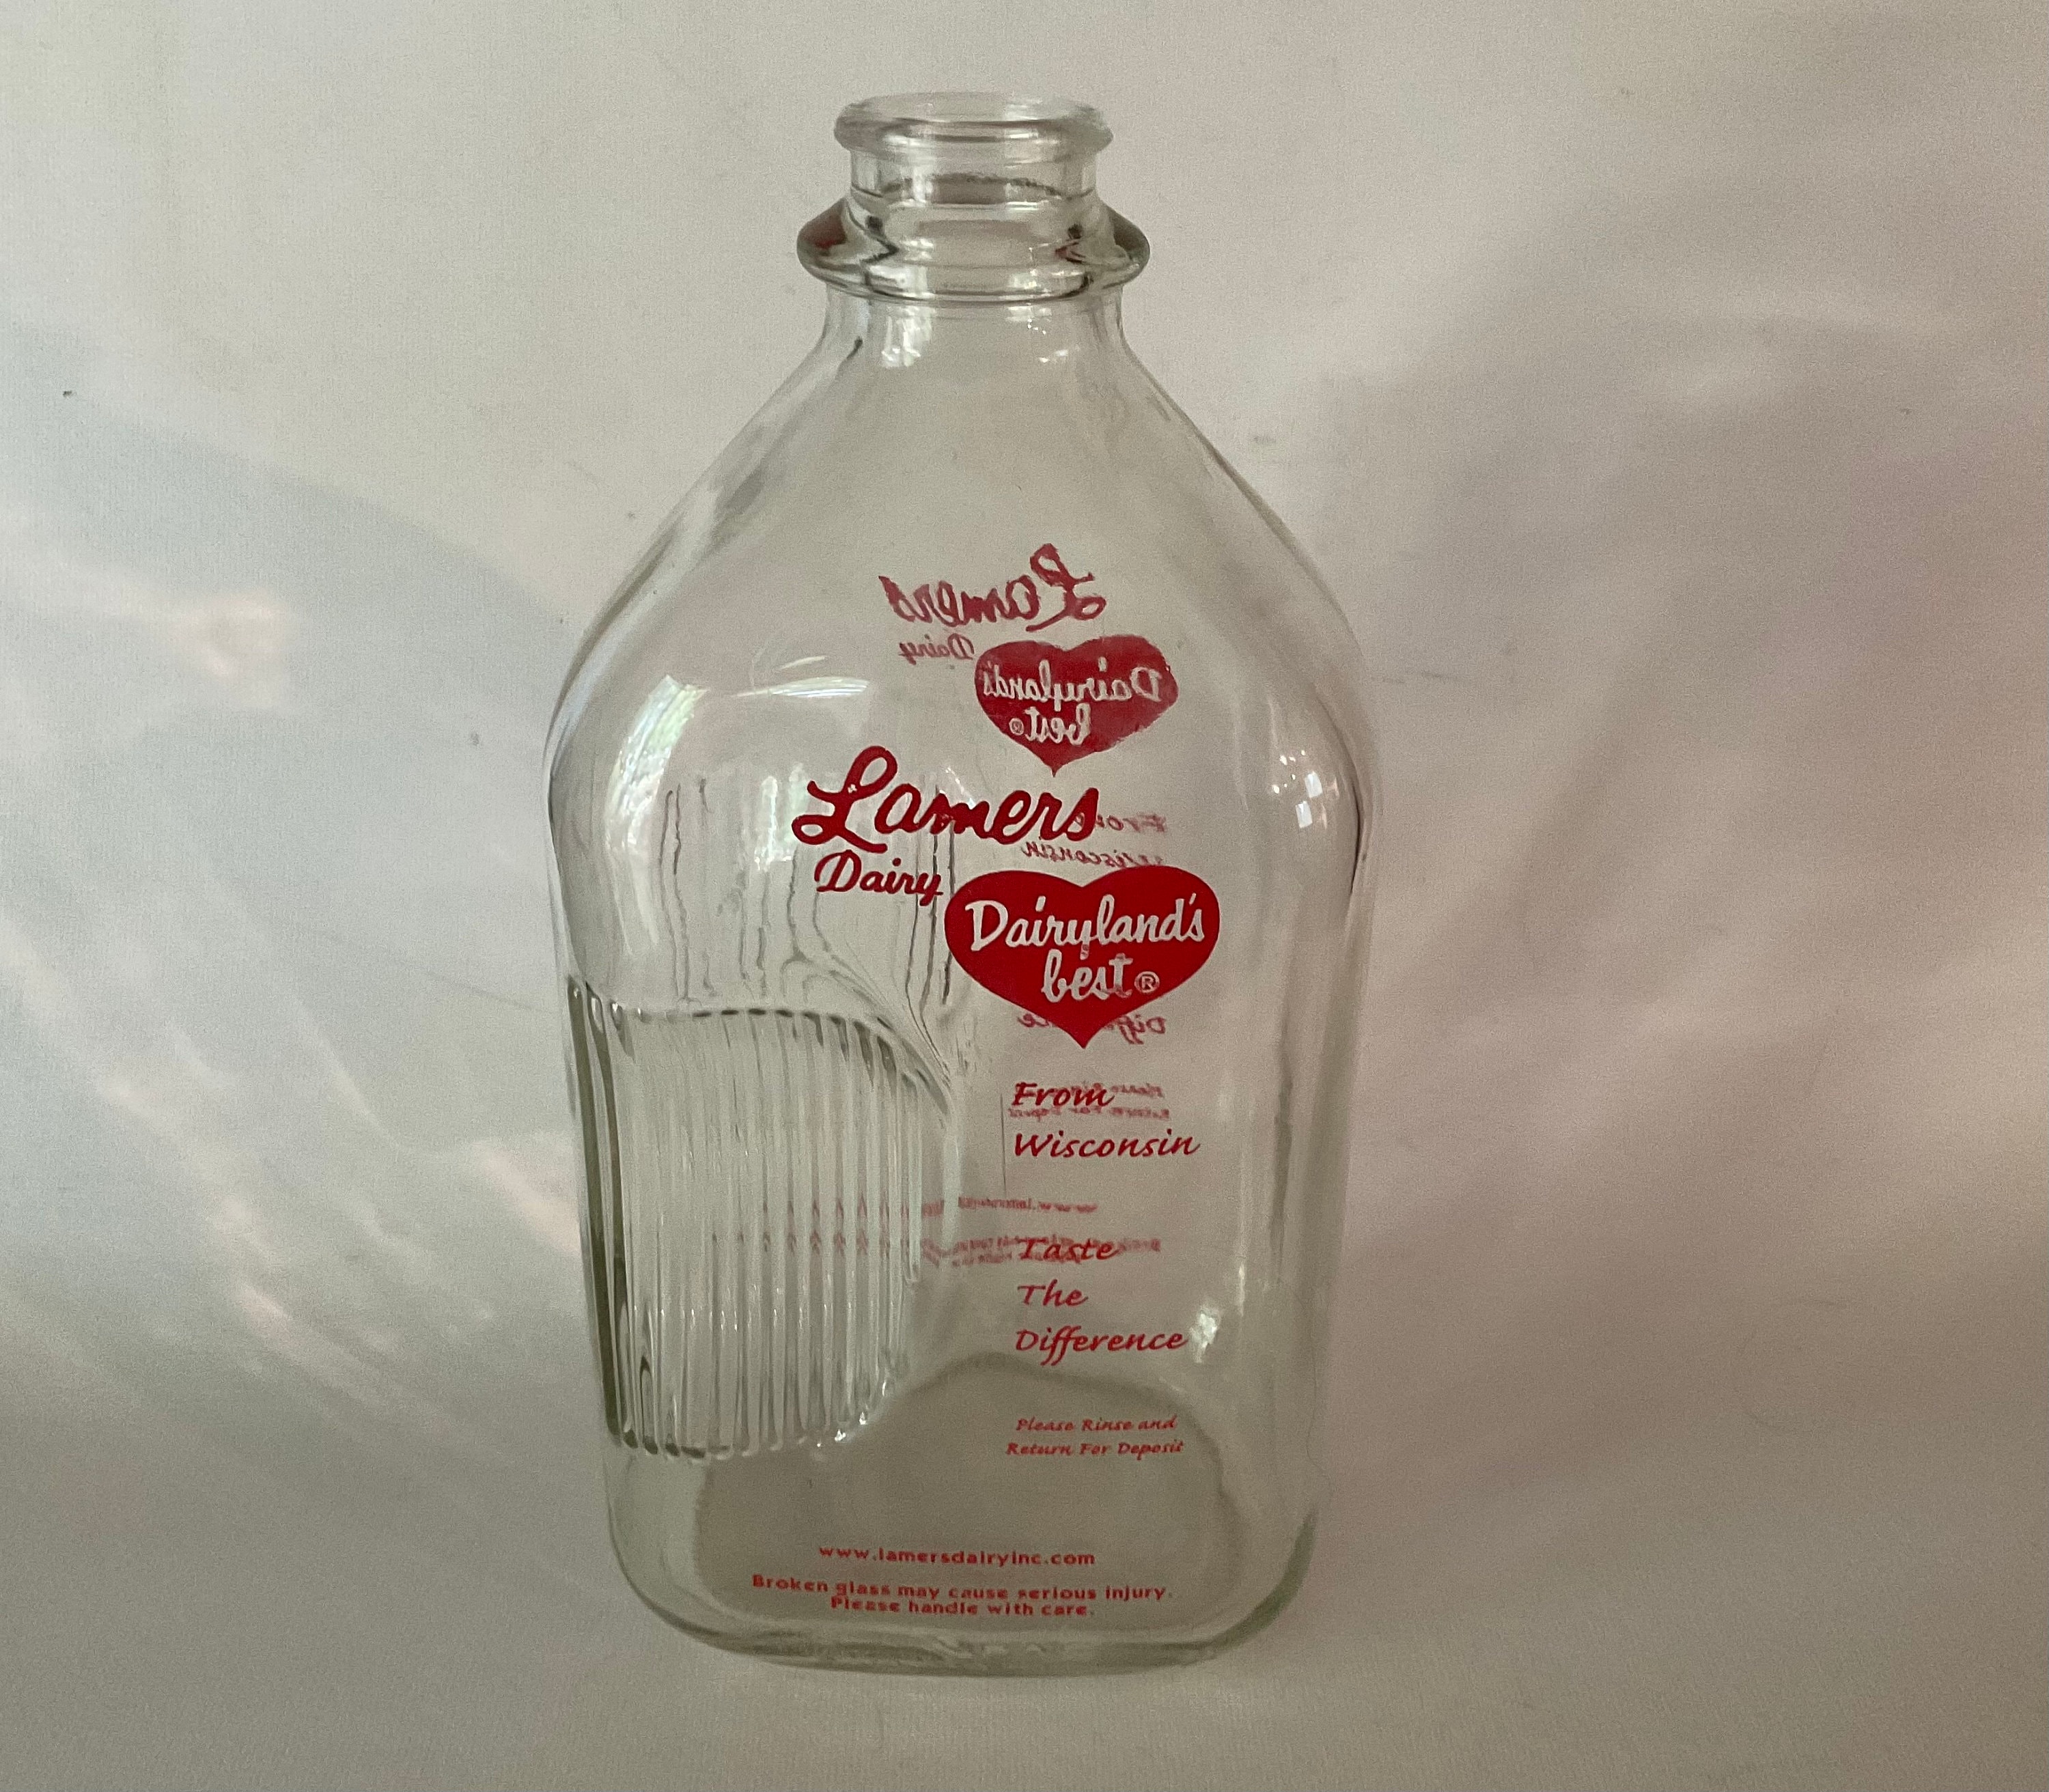 Lamers
Dairy
Dairyland's
best®
From
Wisconsin
Taste
The
Difference
Please Rinse and
Return For Deposit
www.lamersdairyinc.com
Broken glass may cause serious injury.
Please handle with care.